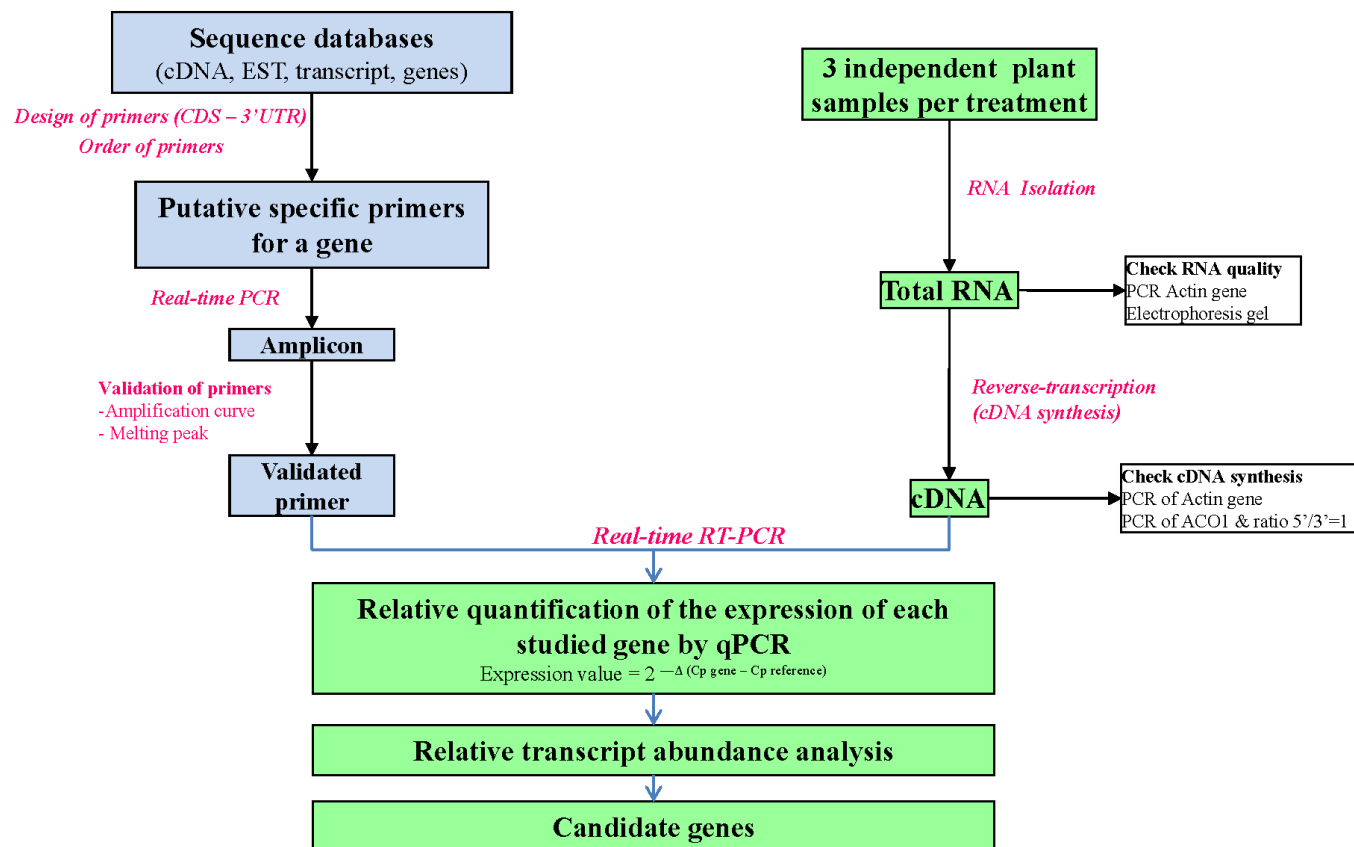 Sequence databases
(cDNA, EST, transcript, genes)
Design of primers (CDS – 3’UTR)
Order of primers
Putative specific primers
for a gene
Real-time PCR
Amplicon
Validation of primers
-Amplification curve
- Melting peak
Validated
primer
3 independent plant
samples per treatment
RNA Isolation
Total RNA
Check RNA quality
PCR Actin gene
Electrophoresis gel
Reverse-transcription
(cDNA synthesis)
cDNA
Check cDNA synthesis
PCR of Actin gene
PCR of ACO1 & ratio 5’/3’=1
Real-time RT-PCR
Relative quantification of the expression of each
studied gene by qPCR
Expression value = 2 —Δ (Cp gene – Cp reference)
Relative transcript abundance analysis
Candidate genes